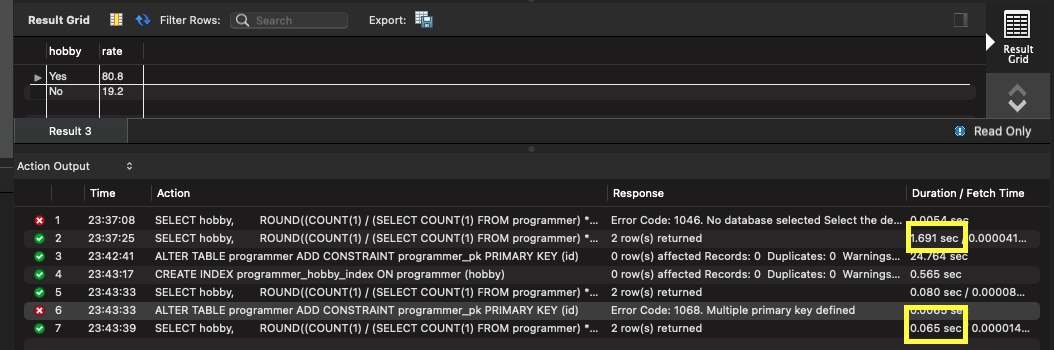 Result Grid Filter Rows: Search Export:
hobby rate
Yes 80.8
No 19.2
Result Grid
Result 3 Read Only
Action Output
Time Action Response Duration / Fetch Time
1 23:37:08 SELECT hobby, ROUND((COUNT(1) / (SELECT COUNT(1) FROM programmer) *... Error Code: 1046. No database selected Select the de... 0.0054 sec
2 23:37:25 SELECT hobby, ROUND((COUNT(1) / (SELECT COUNT(1) FROM programmer) *... 2 row(s) returned 1.691 sec / 0.000041...
3 23:42:41 ALTER TABLE programmer ADD CONSTRAINT programmer_pk PRIMARY KEY (id) 0 row(s) affected Records: 0 Duplicates: 0 Warnings... 24.764 sec
4 23:43:17 CREATE INDEX programmer_hobby_index ON programmer (hobby) 0 row(s) affected Records: 0 Duplicates: 0 Warnings... 0.565 sec
5 23:43:33 SELECT hobby, ROUND((COUNT(1) / (SELECT COUNT(1) FROM programmer) *... 2 row(s) returned 0.080 sec / 0.00008...
6 23:43:33 ALTER TABLE programmer ADD CONSTRAINT programmer_pk PRIMARY KEY (id) Error Code: 1068. Multiple primary key defined 0.0065 sec
7 23:43:39 SELECT hobby, ROUND((COUNT(1) / (SELECT COUNT(1) FROM programmer) *... 2 row(s) returned 0.065 sec / 0.000014...